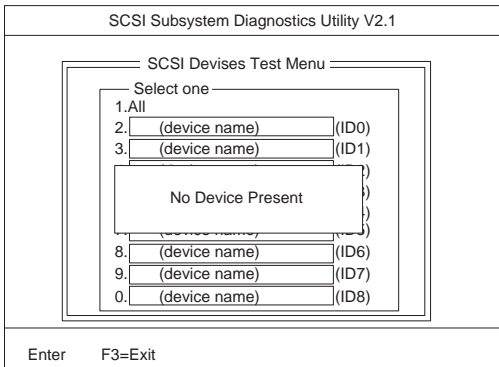 SCSI Subsystem Diagnostics Utility V2.1
SCSI Devises Test Menu
Select one
1.All
2. (device name) (ID0)
3. (device name) (ID1)
No Device Present
8. (device name) (ID6)
9. (device name) (ID7)
0. (device name) (ID8)
Enter F3=Exit